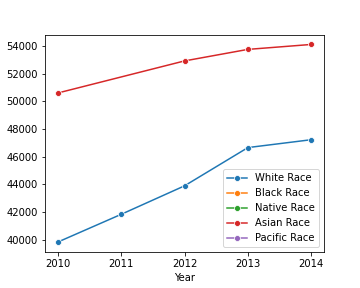 54000
52000
50000
48000
46000
44000
42000
40000
White Race
Black Race
Native Race
Asian Race
Pacific Race
2010 2011 2012 2013 2014
Year